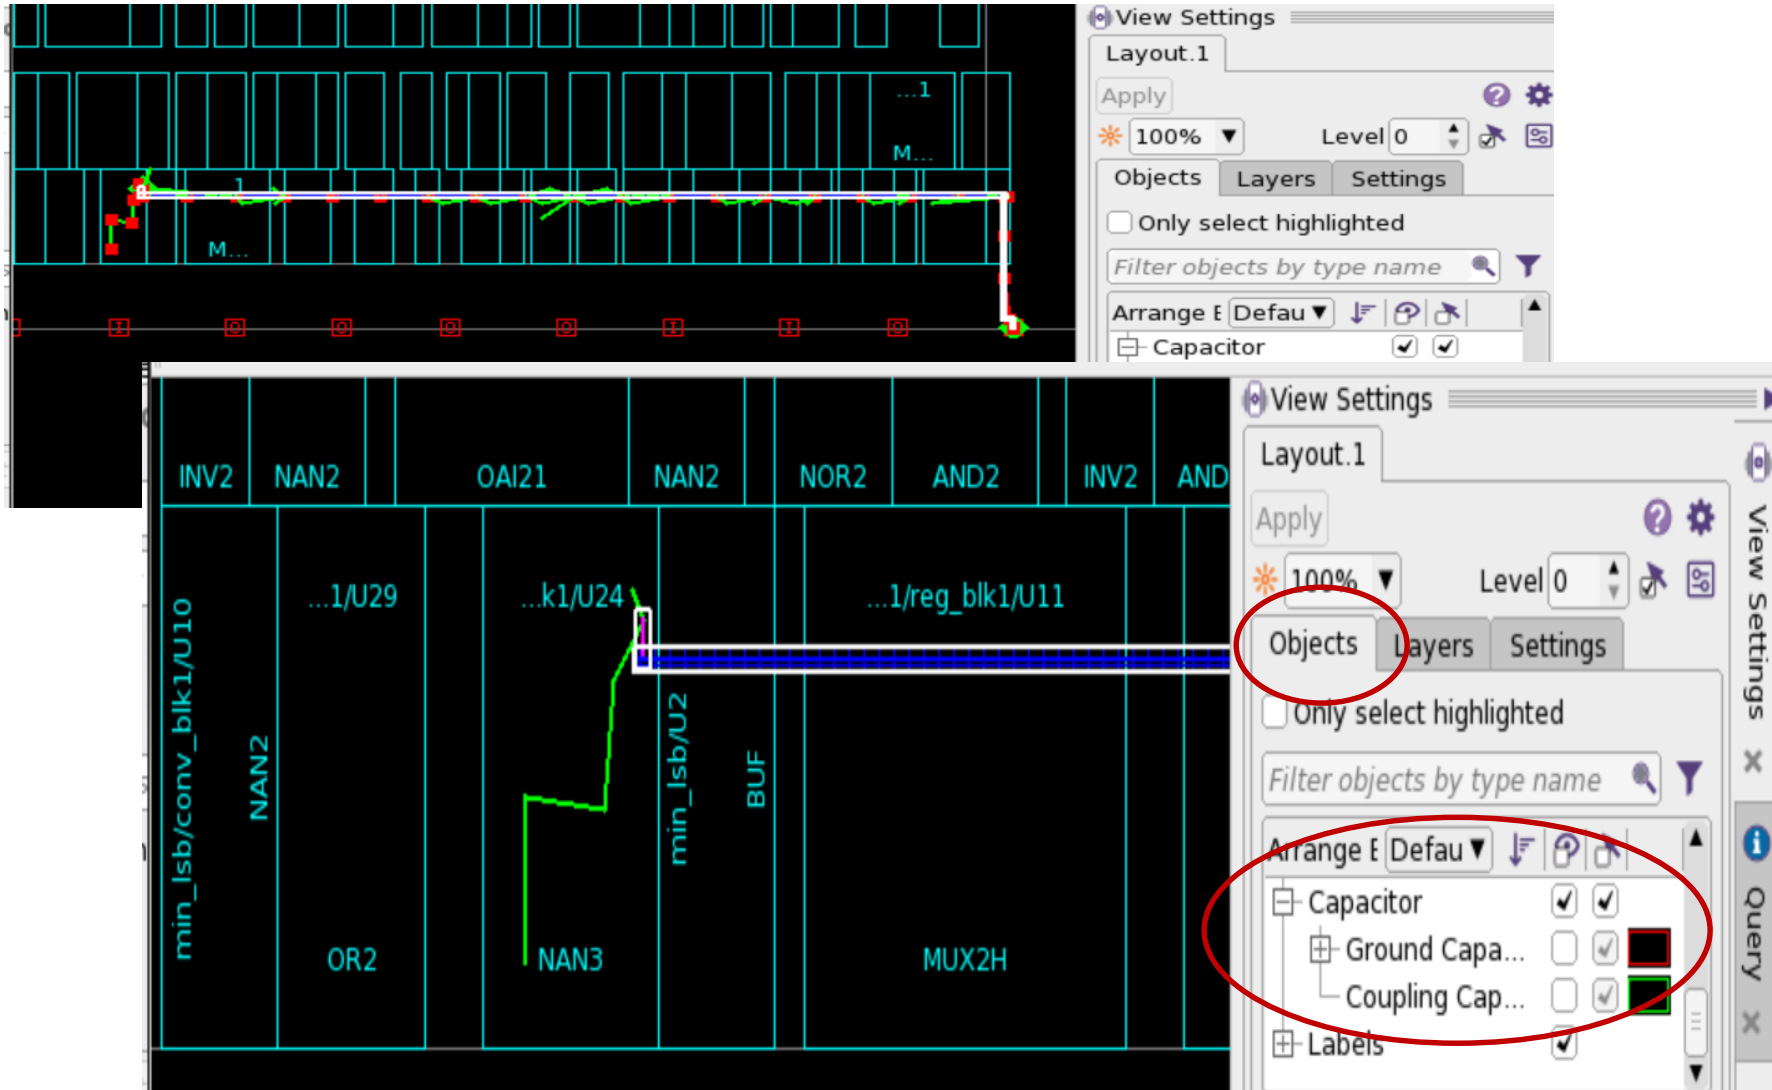 View Settings
Layout.1
Apply
100%
Level 0
Objects Layers Settings
Only select highlighted
Filter objects by type name
Arrange E Defau
Capacitor
...1
M...
1
M...
I O O O O I I O
INV2 NAN2 OAI21 NAN2 NOR2 AND2 INV2 AND
min_lsb/conv_blk1/U10
NAN2
...1/U29
OR2
...k1/U24
NAN3
min_lsb/U2
BUF
...1/reg_blk1/U11
MUX2H
View Settings
Layout.1
Apply
100%
Level 0
Objects Layers Settings
Only select highlighted
Filter objects by type name
Arrange E Defau
Capacitor
Ground Capa...
Coupling Cap...
Labels
View Settings
Query